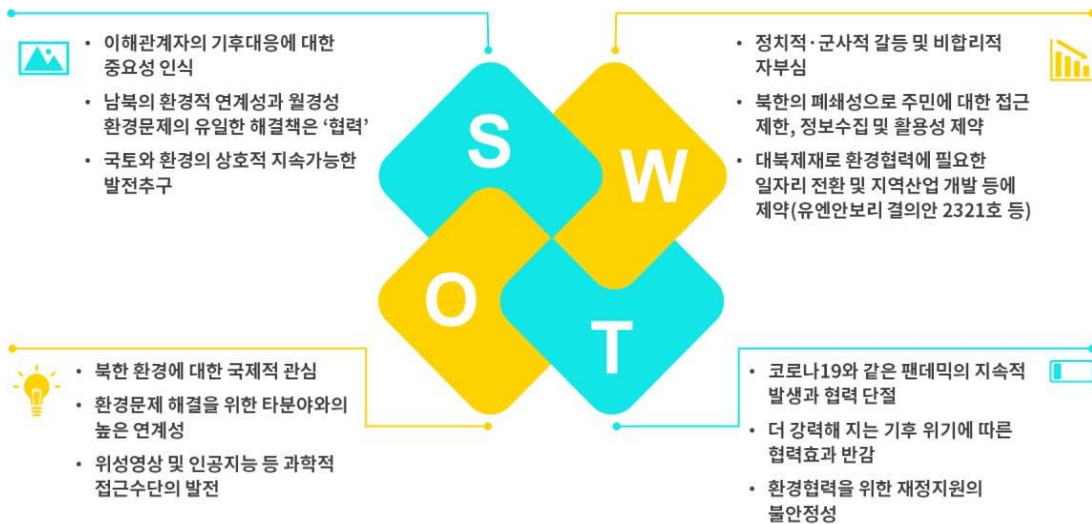 • 이해관계자의 기후대응에 대한
중요성 인식
• 남북의 환경적 연계성과 월경성
환경문제의 유일한 해결책은 ‘협력’
• 국토와 환경의 상호적 지속가능한
발전추구
S
W
• 정치적·군사적 갈등 및 비합리적
자부심
• 북한의 폐쇄성으로 주민에 대한 접근
제한, 정보수집 및 활용성 제약
• 대북제재로 환경협력에 필요한
일자리 전환 및 지역산업 개발 등에
제약(유엔안보리 결의안 2321호 등)
O
T
• 북한 환경에 대한 국제적 관심
• 환경문제 해결을 위한 타분야와의
높은 연계성
• 위성영상 및 인공지능 등 과학적
접근수단의 발전
• 코로나19와 같은 팬데믹의 지속적
발생과 협력 단절
• 더 강력해 지는 기후 위기에 따른
협력효과 반감
• 환경협력을 위한 재정지원의
불안정성